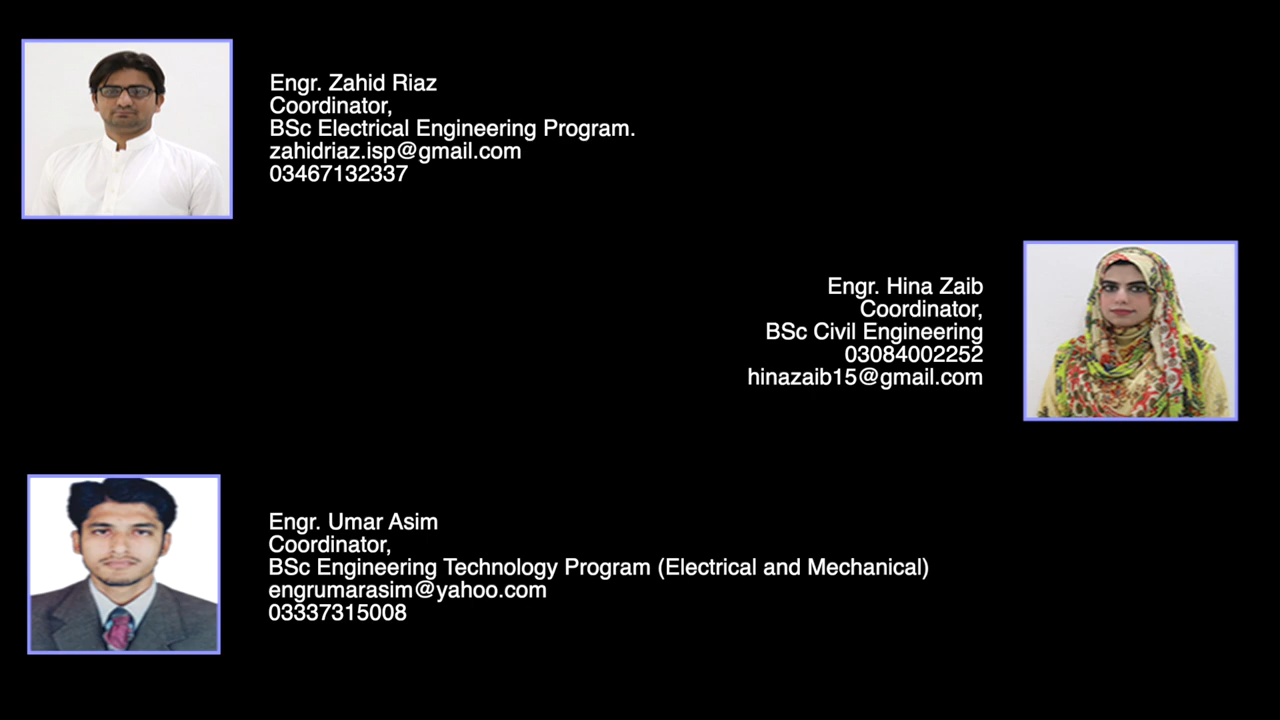 Engr. Zahid Riaz
Coordinator,
BSc Electrical Engineering Program.
zahidriaz.isp@gmail.com
03467132337
Engr. Hina Zaib
Coordinator,
BSc Civil Engineering
03084002252
hinazaib15@gmail.com
Engr. Umar Asim
Coordinator,
BSc Engineering Technology Program (Electrical and Mechanical)
engrumarasim@yahoo.com
03337315008